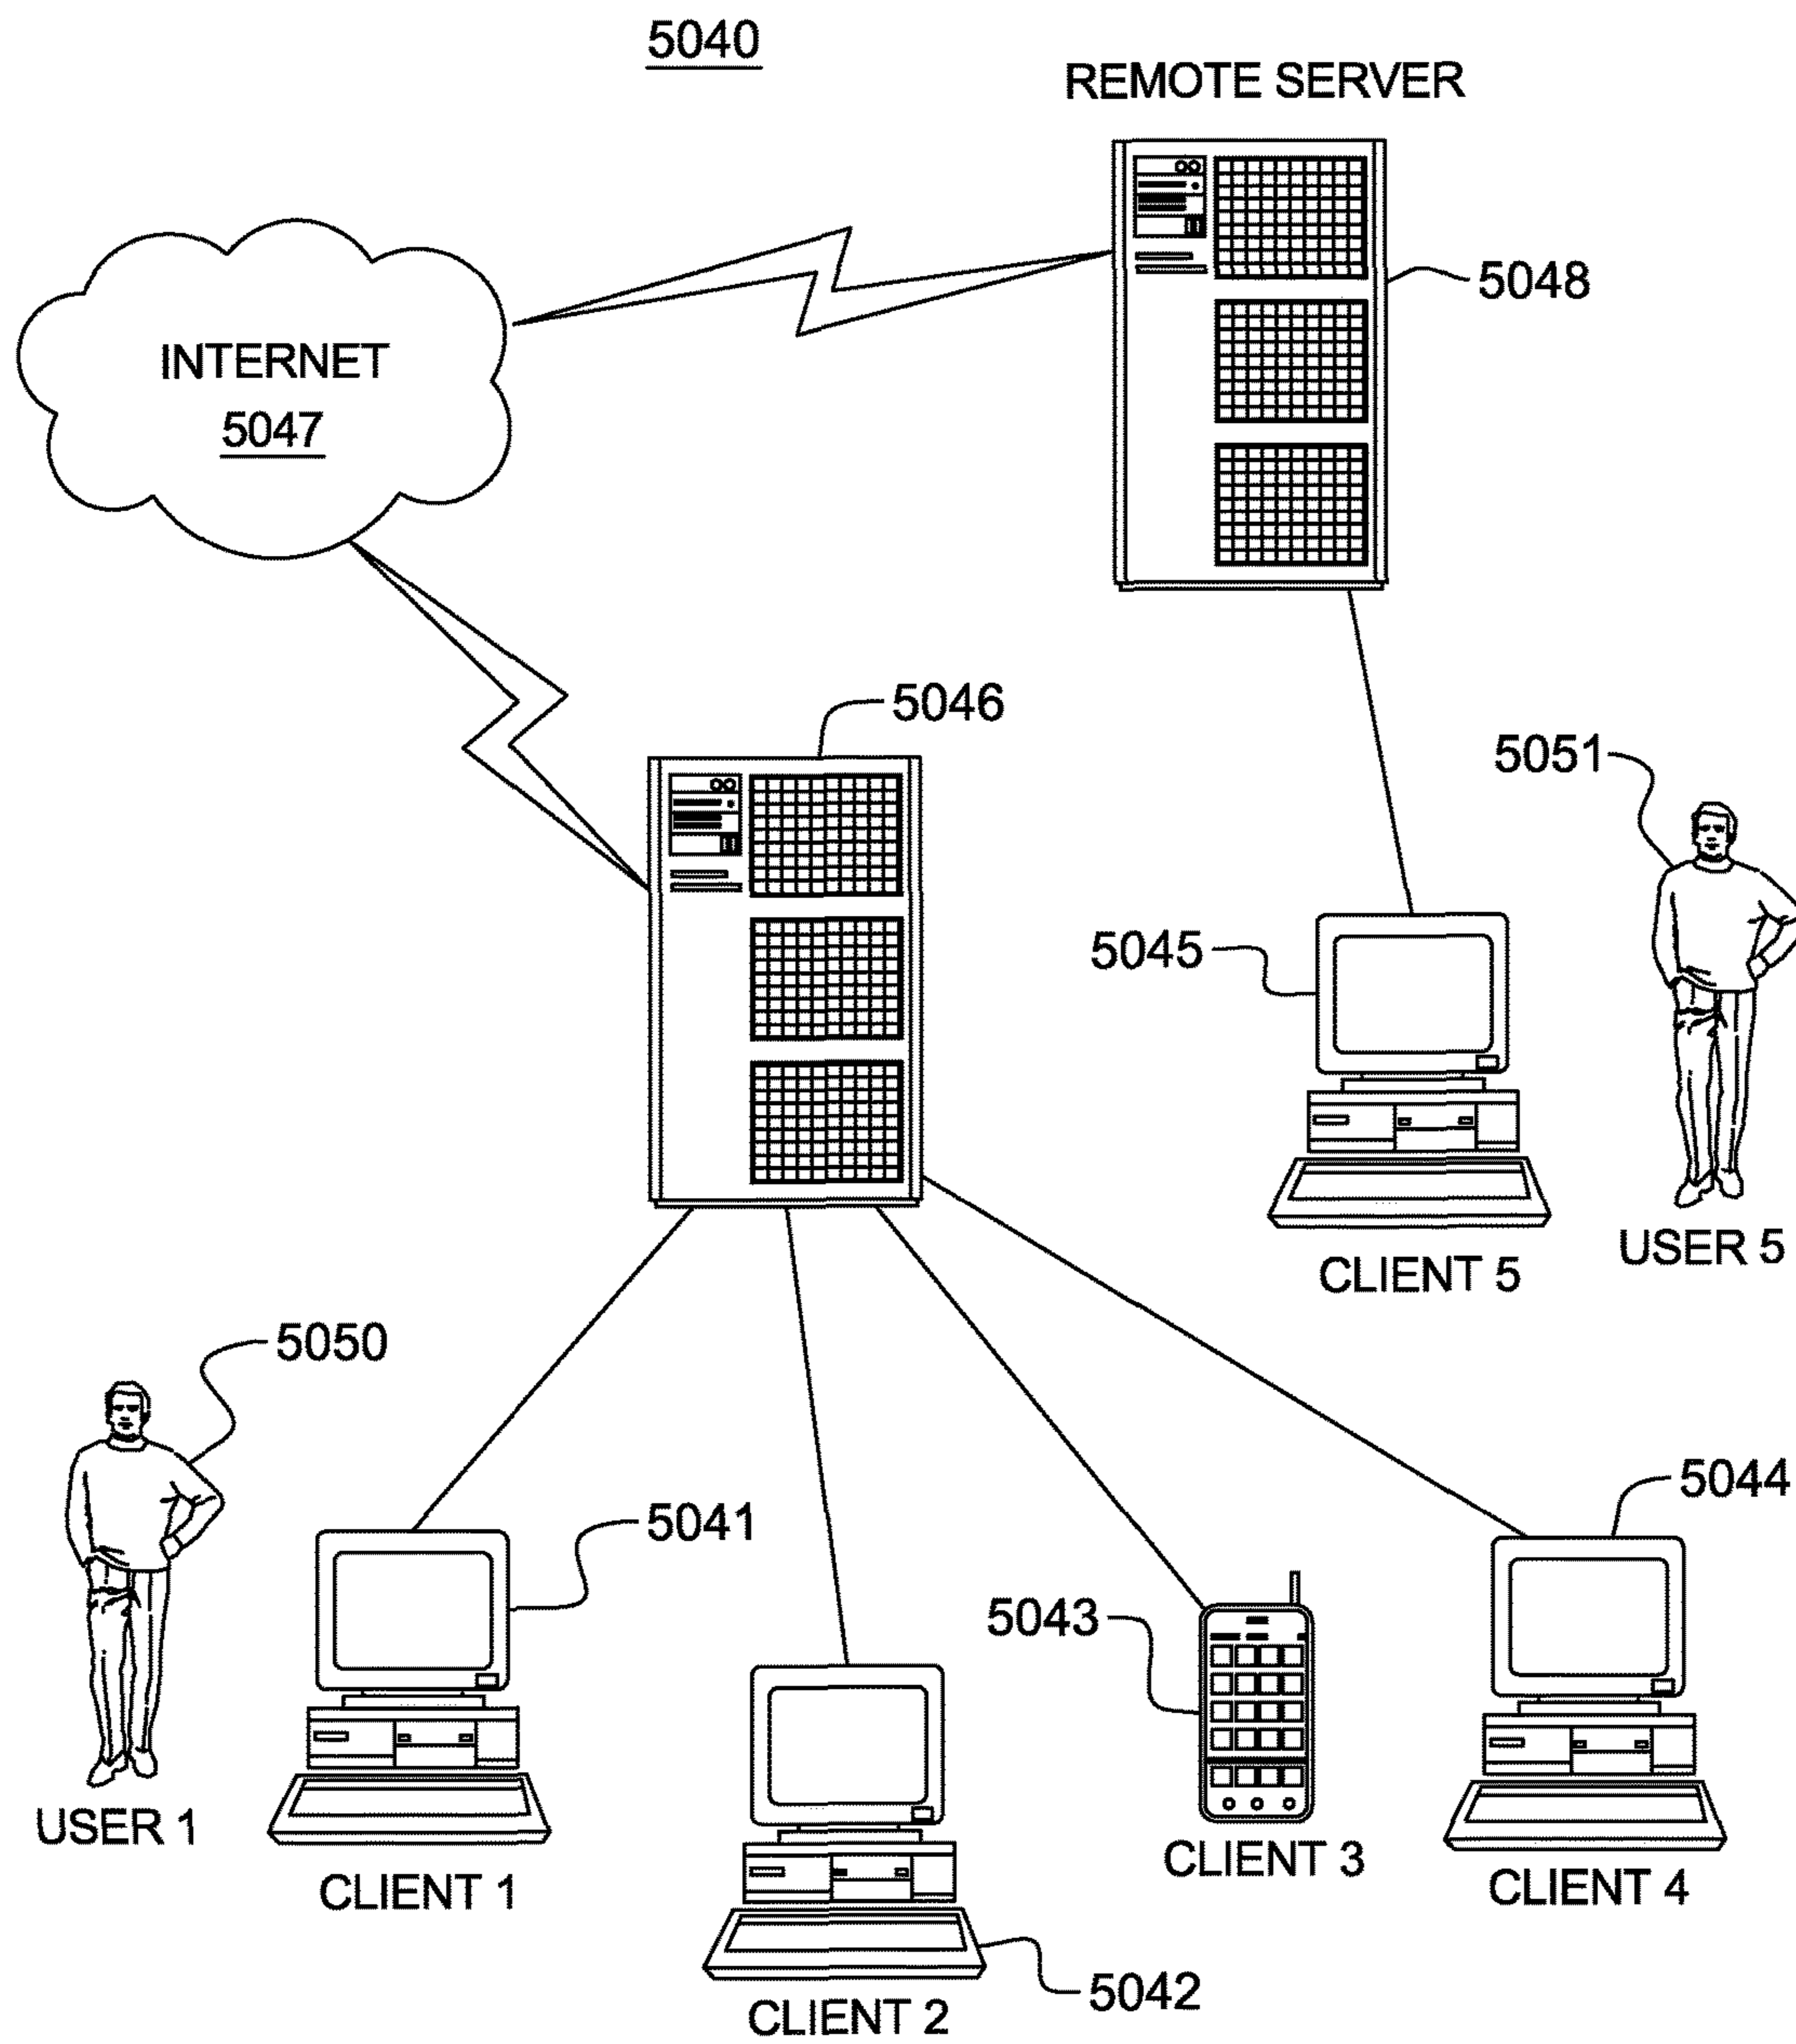 5040
REMOTE SERVER
5048
INTERNET
5047
5046
5051
5045
USER 5
CLIENT 5
5050
5044
5041
5043
USER 1
CLIENT 3
CLIENT 1
CLIENT 4
5042
CLIENT 2